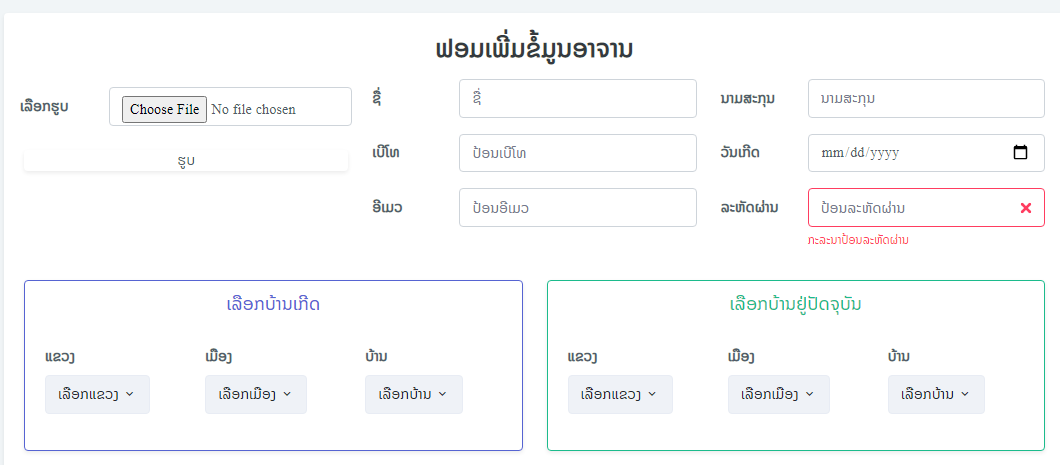 ຟອມເພີ່ມຂໍ້ມູນອາຈານ
ເລືອກຮູບ Choose File No file chosen
ຮູບ
ຊື່ ຊື່
ນາມສະກຸນ ນາມສະກຸນ
ເບີໂທ ປ້ອນເບີໂທ
ວັນເກີດ mm/dd/yyyy
ອີເມວ ປ້ອນອີເມວ
ລະຫັດຜ່ານ ປ້ອນລະຫັດຜ່ານ
ກະລະນາປ້ອນລະຫັດຜ່ານ
ເລືອກບ້ານເກີດ
ແຂວງ ເມືອງ ບ້ານ
ເລືອກແຂວງ ເລືອກເມືອງ ເລືອກບ້ານ
ເລືອກບ້ານຢູ່ປັດຈຸບັນ
ແຂວງ ເມືອງ ບ້ານ
ເລືອກແຂວງ ເລືອກເມືອງ ເລືອກບ້ານ